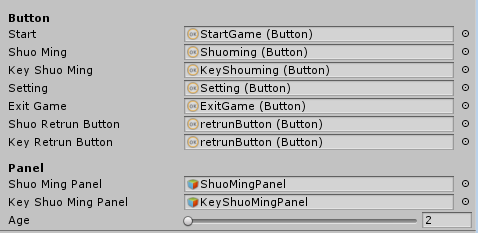 Button
Start StartGame (Button)
Shuo Ming Shuoming (Button)
Key Shuo Ming KeyShouming (Button)
Setting Setting (Button)
Exit Game ExitGame (Button)
Shuo Retrun Button retrunButton (Button)
Key Retrun Button retrunButton (Button)
Panel
Shuo Ming Panel ShuoMingPanel
Key Shuo Ming Panel KeyShuoMingPanel
Age 2